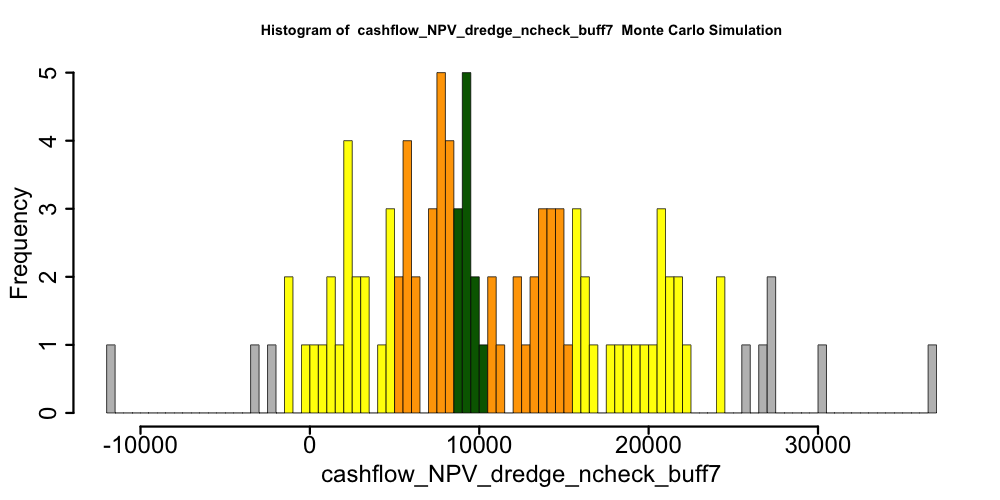 Histogram of  cashflow_NPV_dredge_ncheck_buff7  Monte Carlo Simulation
Frequency
5
4
3
2
1
0
-10000 0 10000 20000 30000
cashflow_NPV_dredge_ncheck_buff7